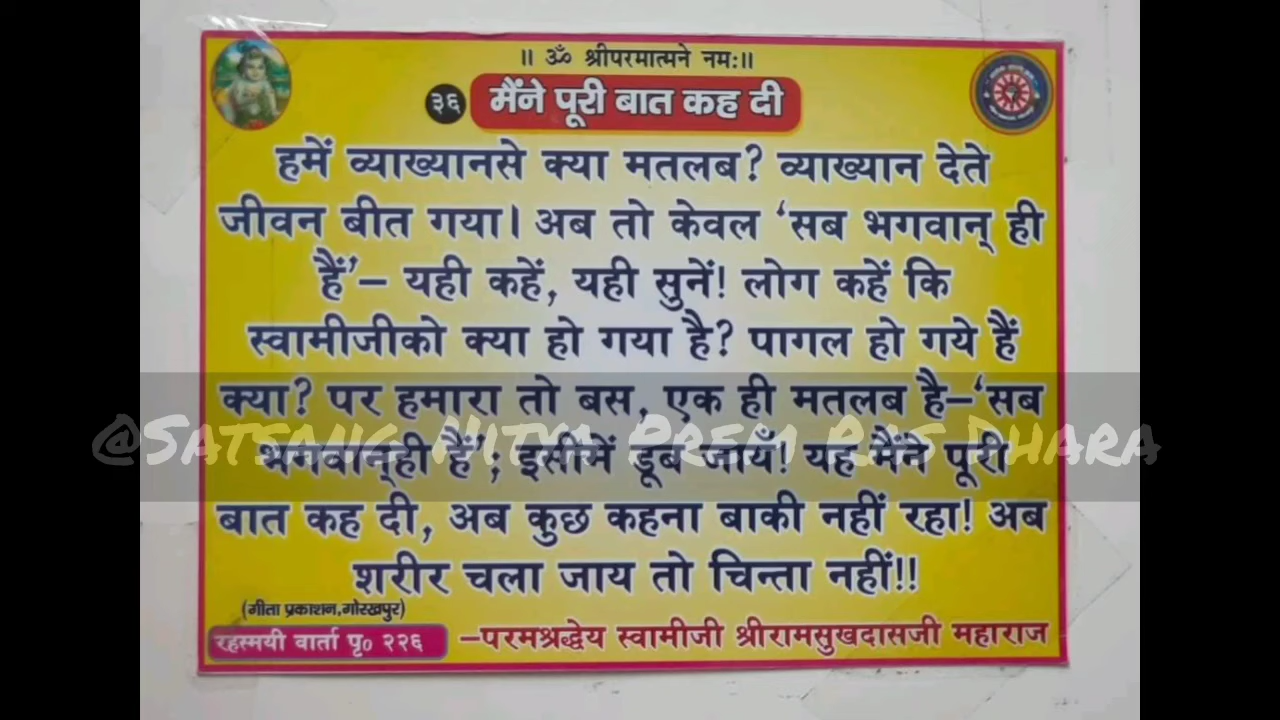 ॥ ॐ श्रीपरमात्मने नमः॥
३६ मैंने पूरी बात कह दी
हमें व्याख्यानसे क्या मतलब? व्याख्यान देते
जीवन बीत गया। अब तो केवल ‘सब भगवान् ही
हैं’– यही कहें, यही सुनें! लोग कहें कि
स्वामीजीको क्या हो गया है? पागल हो गये हैं
क्या? पर हमारा तो बस, एक ही मतलब है–‘सब
भगवान्‌ही हैं’; इसीमें डूब जायँ! यह मैंने पूरी
बात कह दी, अब कुछ कहना बाकी नहीं रहा! अब
शरीर चला जाय तो चिन्ता नहीं!!
(गीता प्रकाशन,गोरखपुर)
रहस्मयी वार्ता पृ० २२६ –परमश्रद्धेय स्वामीजी श्रीरामसुखदासजी महाराज
@Satsang Nitya Prem Ras Dhara